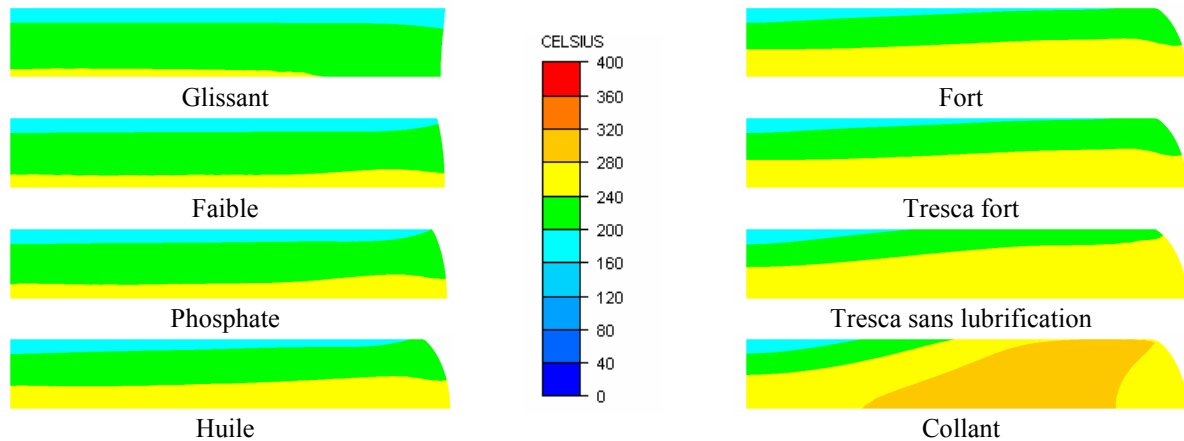 Glissant
Faible
Phosphate
Huile
CELSIUS
400
360
320
280
240
200
160
120
80
40
0
Fort
Tresca fort
Tresca sans lubrification
Collant